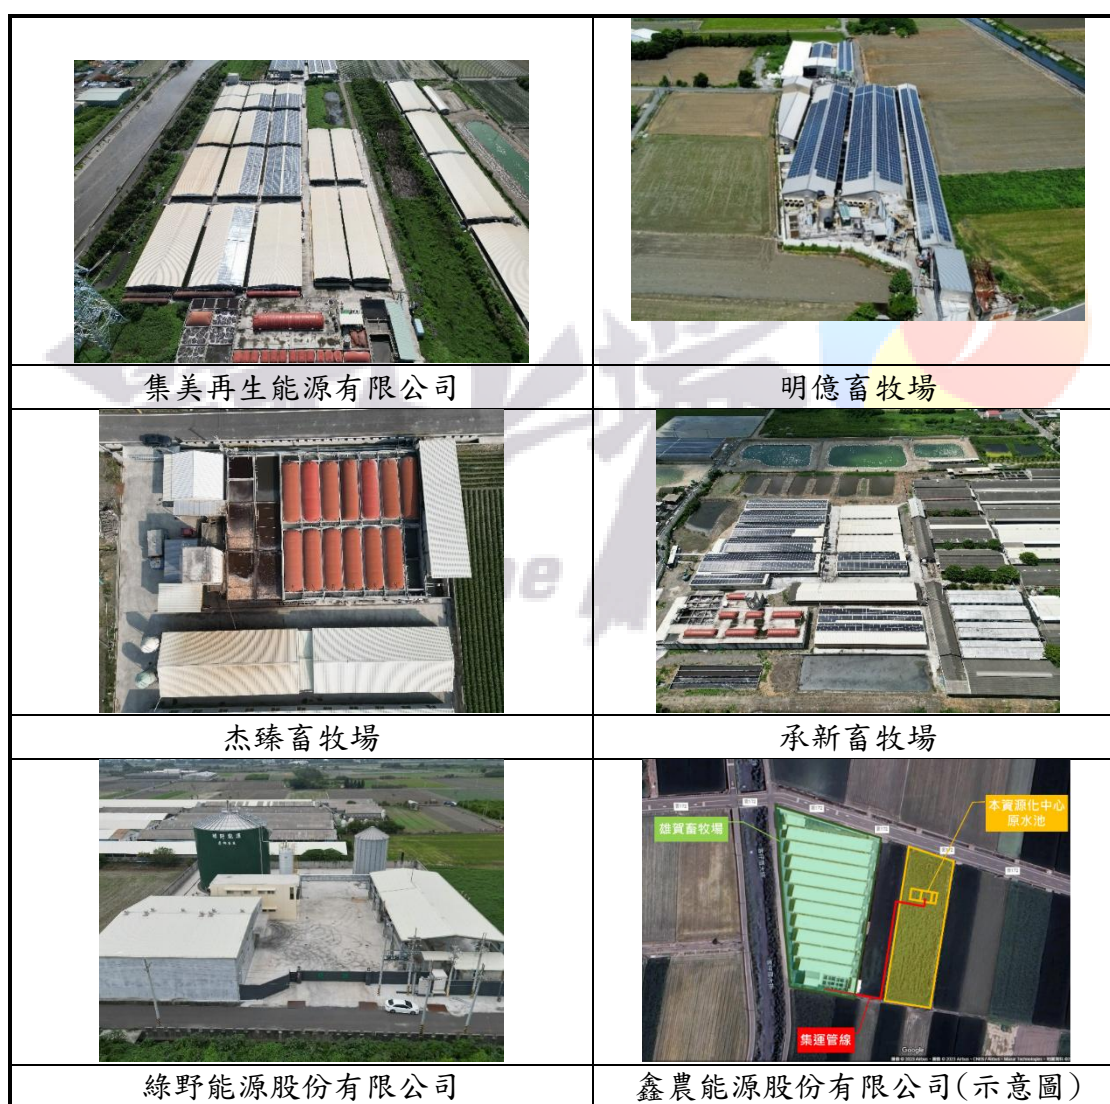 集美再生能源有限公司
明億畜牧場
杰臻畜牧場
承新畜牧場
綠野能源
本資源化中心
原水池
雄賀畜牧場
集運管線
Google
綠野能源股份有限公司
鑫農能源股份有限公司(示意圖)